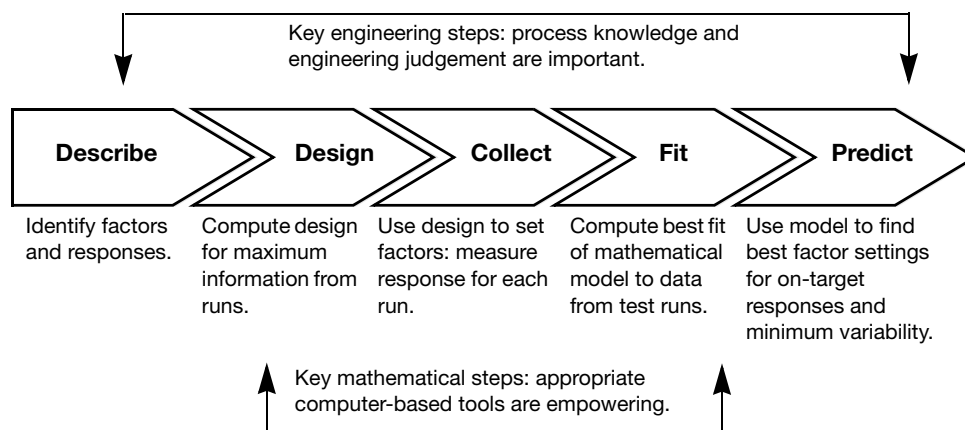 Key engineering steps: process knowledge and
engineering judgement are important.
Describe
Design
Collect
Fit
Predict
Identify factors
and responses.
Compute design
for maximum
information from
runs.
Use design to set
factors: measure
response for each
run.
Compute best fit
of mathematical
model to data
from test runs.
Use model to find
best factor settings
for on-target
responses and
minimum variability.
Key mathematical steps: appropriate
computer-based tools are empowering.